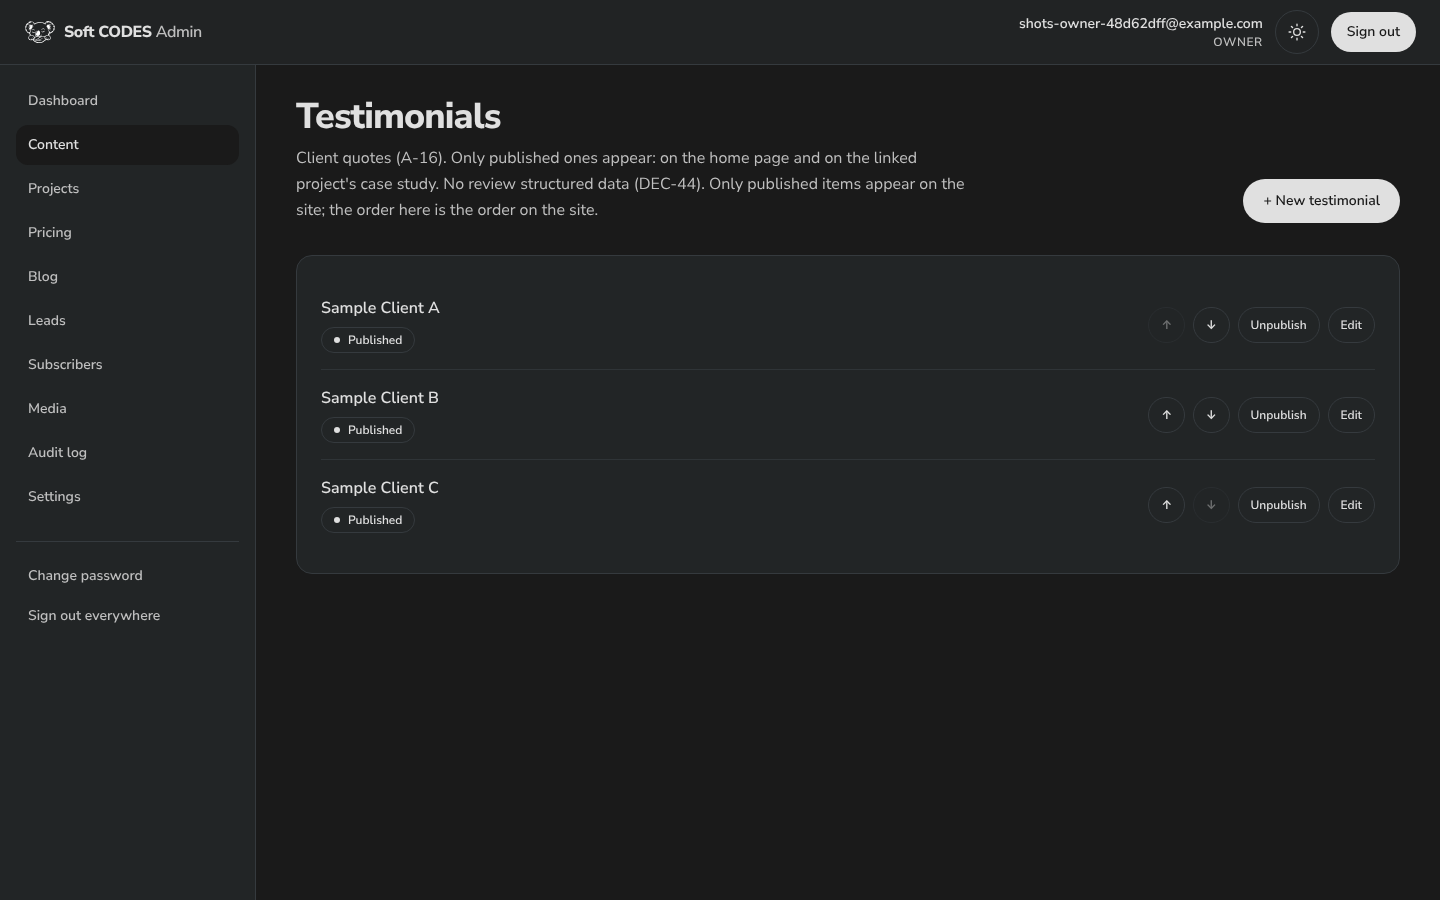 Soft CODES Admin
shots-owner-48d62dff@example.com
OWNER
Sign out
Dashboard
Content
Projects
Pricing
Blog
Leads
Subscribers
Media
Audit log
Settings
Change password
Sign out everywhere
Testimonials
Client quotes (A-16). Only published ones appear: on the home page and on the linked
project's case study. No review structured data (DEC-44). Only published items appear on the
site; the order here is the order on the site.
+ New testimonial
Sample Client A
Published
↑ ↓ Unpublish Edit
Sample Client B
Published
↑ ↓ Unpublish Edit
Sample Client C
Published
↑ ↓ Unpublish Edit